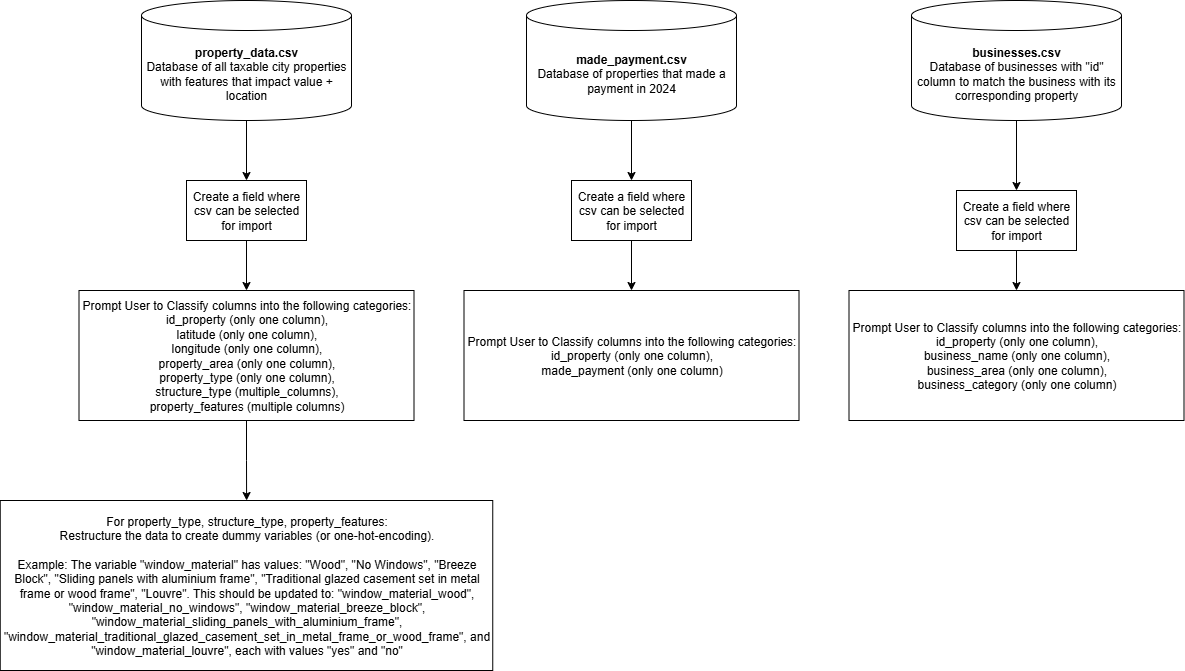 property_data.csv
Database of all taxable city properties
with features that impact value +
location
made_payment.csv
Database of properties that made a
payment in 2024
businesses.csv
Database of businesses with "id"
column to match the business with its
corresponding property
Create a field where
csv can be selected
for import
Create a field where
csv can be selected
for import
Create a field where
csv can be selected
for import
Prompt User to Classify columns into the following categories:
id_property (only one column),
latitude (only one column),
longitude (only one column),
property_area (only one column),
property_type (only one column),
structure_type (multiple_columns),
property_features (multiple columns)
Prompt User to Classify columns into the following categories:
id_property (only one column),
made_payment (only one column)
Prompt User to Classify columns into the following categories:
id_property (only one column),
business_name (only one column),
business_area (only one column),
business_category (only one column)
For property_type, structure_type, property_features:
Restructure the data to create dummy variables (or one-hot-encoding).
Example: The variable "window_material" has values: "Wood", "No Windows", "Breeze
Block", "Sliding panels with aluminium frame", "Traditional glazed casement set in metal
frame or wood frame", "Louvre". This should be updated to: "window_material_wood",
"window_material_no_windows", "window_material_breeze_block",
"window_material_sliding_panels_with_aluminium_frame",
"window_material_traditional_glazed_casement_set_in_metal_frame_or_wood_frame", and
"window_material_louvre", each with values "yes" and "no"